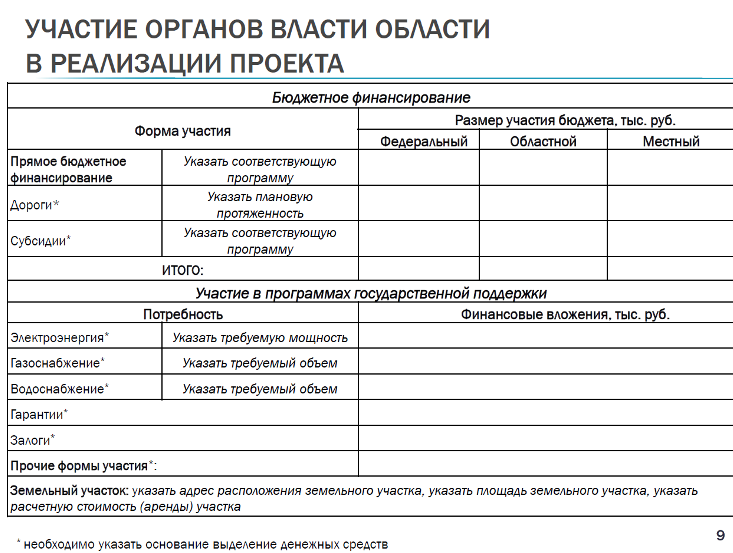 УЧАСТИЕ ОРГАНОВ ВЛАСТИ ОБЛАСТИ
В РЕАЛИЗАЦИИ ПРОЕКТА
Бюджетное финансирование
Форма участия
Размер участия бюджета, тыс. руб.
Федеральный
Областной
Местный
Прямое бюджетное
финансирование
Указать соответствующую
программу
Дороги*
Указать плановую
протяженность
Субсидии*
Указать соответствующую
программу
ИТОГО:
Участие в программах государственной поддержки
Потребность
Финансовые вложения, тыс. руб.
Электроэнергия*
Указать требуемую мощность
Газоснабжение*
Указать требуемый объем
Водоснабжение*
Указать требуемый объем
Гарантии*
Залоги*
Прочие формы участия*:
Земельный участок: указать адрес расположения земельного участка, указать площадь земельного участка, указать
расчетную стоимость (аренды) участка
* необходимо указать основание выделение денежных средств
9